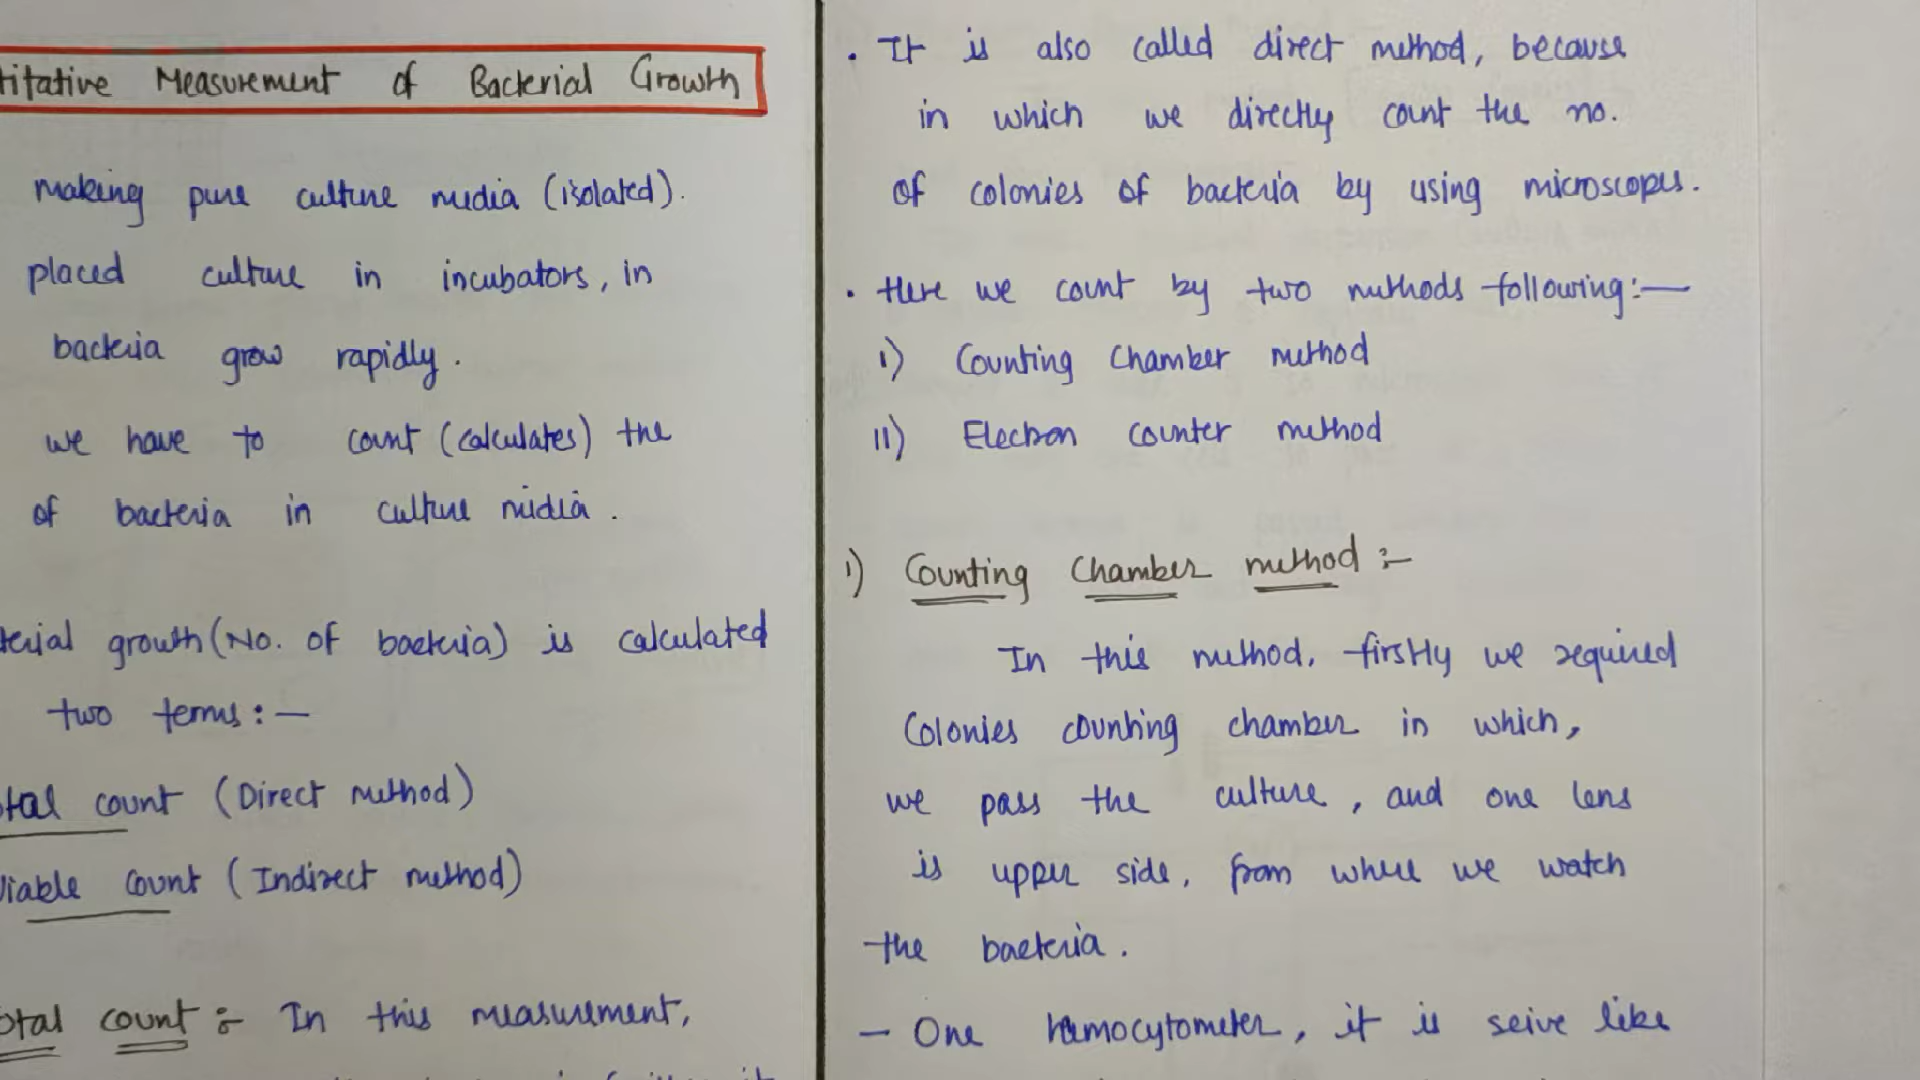 titative Measurement of Bacterial Growth
making pure culture media (isolated).
placed culture in incubators, in
bacteria grow rapidly.
we have to count (calculates) the
of bacteria in culture media.
terial growth (No. of bacteria) is calculated
two terms :-
otal count (Direct method)
Viable count (Indirect method)
otal count :- In this measurement,
• It is also called direct method, because
in which we directly count the no.
of colonies of bacteria by using microscopes.
• Here we count by two methods following :-
i) Counting Chamber method
ii) Electron counter method
i) Counting Chamber method :-
In this method, firstly we required
Colonies counting chamber in which,
we pass the culture, and one lens
is upper side, from where we watch
the bacteria.
- One hemocytometer, it is seive like